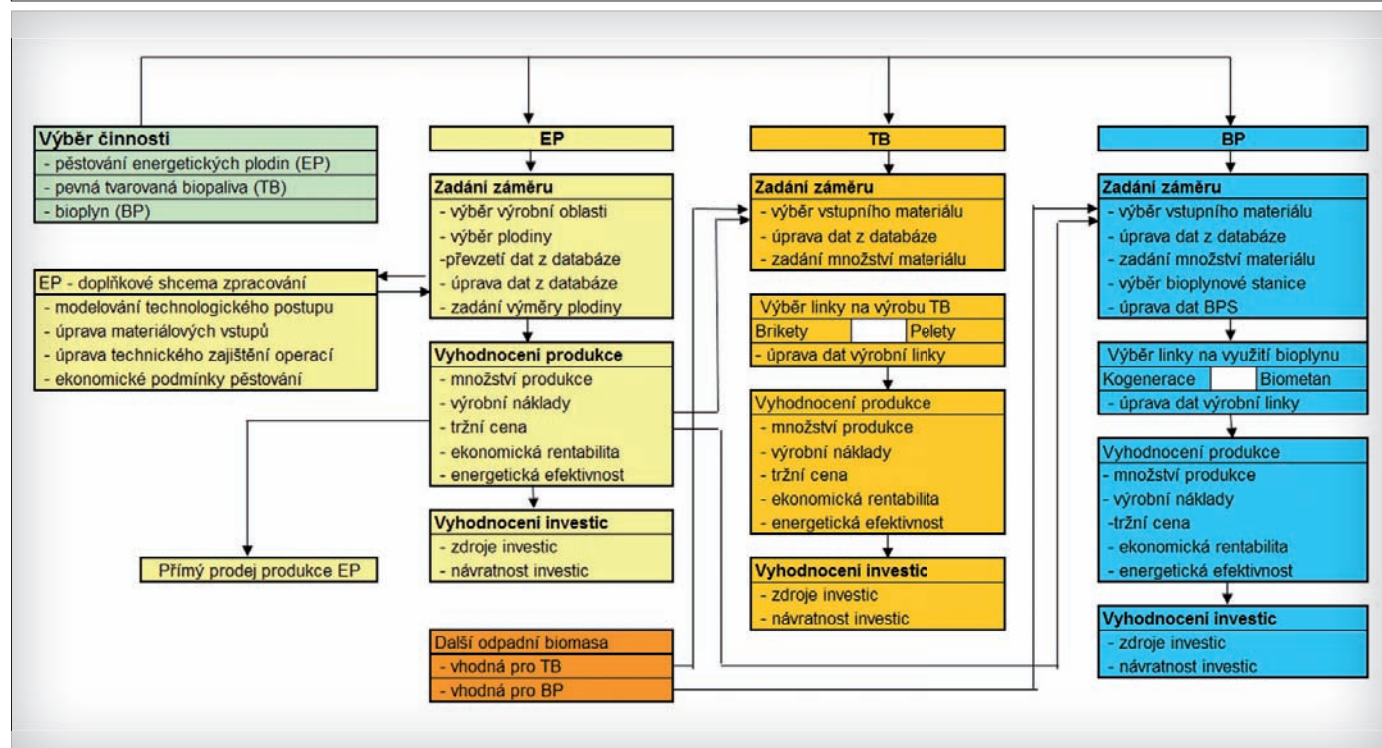 Výběr činnosti
- pěstování energetických plodin (EP)
- pevná tvarovaná biopaliva (TB)
- bioplyn (BP)
EP - doplňkové shcema zpracování
- modelování technologického postupu
- úprava materiálových vstupů
- úprava technického zajištění operací
- ekonomické podmínky pěstování
Přímý prodej produkce EP
EP
Zadání záměru
- výběr výrobní oblasti
- výběr plodiny
-převzetí dat z databáze
- úprava dat z databáze
- zadání výměry plodiny
Vyhodnocení produkce
- množství produkce
- výrobní náklady
- tržní cena
- ekonomická rentabilita
- energetická efektivnost
Vyhodnocení investic
- zdroje investic
- návratnost investic
Další odpadní biomasa
- vhodná pro TB
- vhodná pro BP
TB
Zadání záměru
- výběr vstupního materiálu
- úprava dat z databáze
- zadání množství materiálu
Výběr linky na výrobu TB
Brikety Pelety
- úprava dat výrobní linky
Vyhodnocení produkce
- množství produkce
- výrobní náklady
- tržní cena
- ekonomická rentabilita
- energetická efektivnost
Vyhodnocení investic
- zdroje investic
- návratnost investic
BP
Zadání záměru
- výběr vstupního materiálu
- úprava dat z databáze
- zadání množství materiálu
- výběr bioplynové stanice
- úprava dat BPS
Výběr linky na využití bioplynu
Kogenerace Biometan
- úprava dat výrobní linky
Vyhodnocení produkce
- množství produkce
- výrobní náklady
-tržní cena
- ekonomická rentabilita
- energetická efektivnost
Vyhodnocení investic
- zdroje investic
- návratnost investic